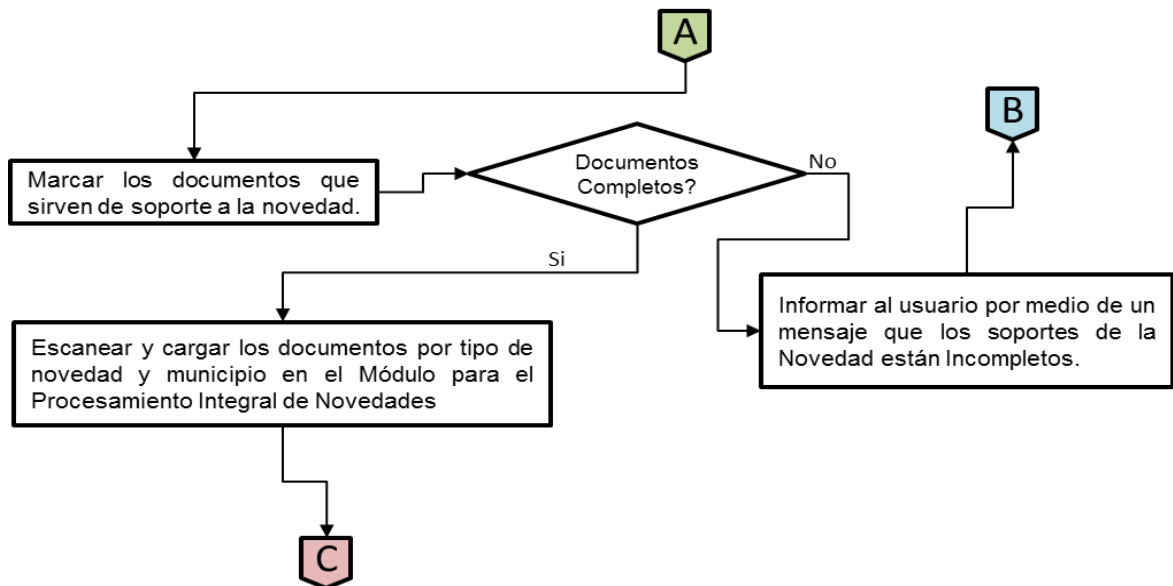 A
B
Marcar los documentos que
sirven de soporte a la novedad.
Documentos
Completos?
No
Si
Informar al usuario por medio de un
mensaje que los soportes de la
Novedad están Incompletos.
Escanear y cargar los documentos por tipo de
novedad y municipio en el Módulo para el
Procesamiento Integral de Novedades
C